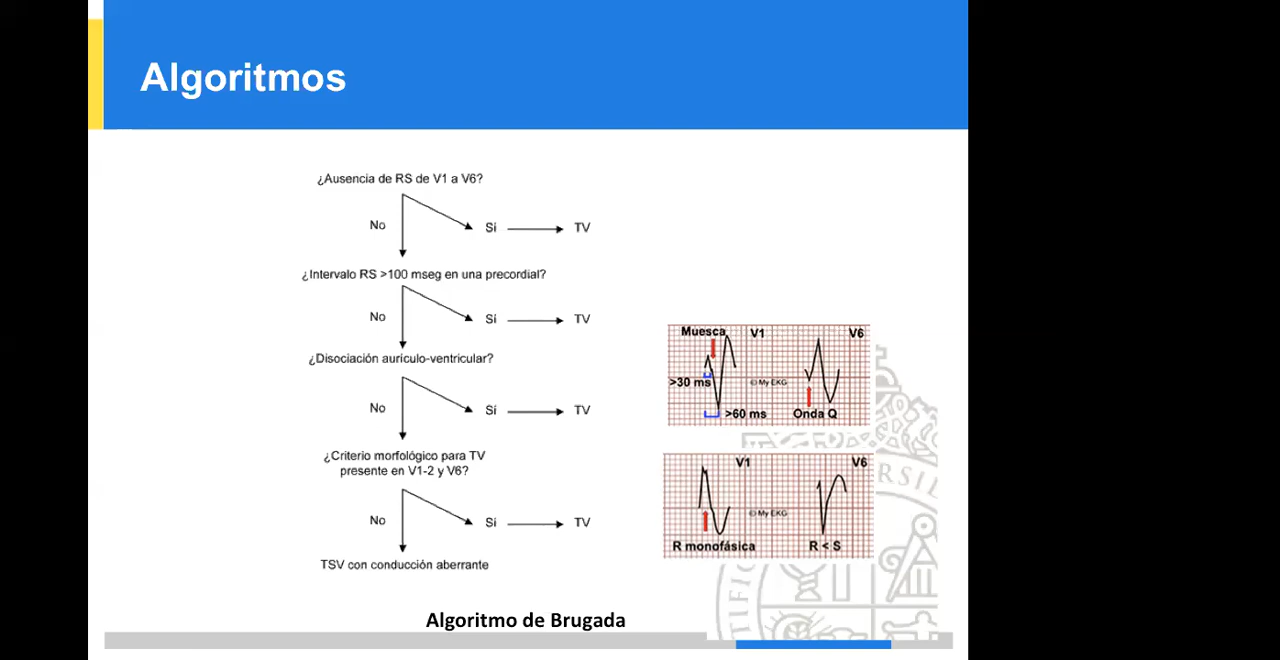 Algoritmos
¿Ausencia de RS de V1 a V6?
No
Sí
TV
¿Intervalo RS >100 mseg en una precordial?
No
Sí
TV
¿Disociación aurículo-ventricular?
No
Sí
TV
¿Criterio morfológico para TV
presente en V1-2 y V6?
No
Sí
TV
TSV con conducción aberrante
Muesca
V1
V6
>30 ms
© My EKG
>60 ms
Onda Q
V1
V6
© My EKG
R monofásica
R < S
Algoritmo de Brugada